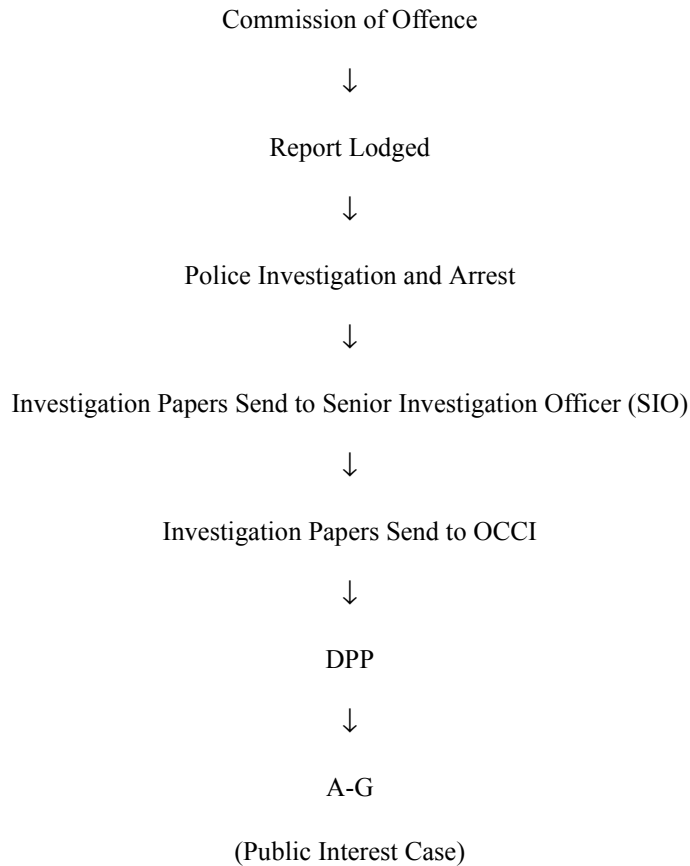 Commission of Offence
↓
Report Lodged
↓
Police Investigation and Arrest
↓
Investigation Papers Send to Senior Investigation Officer (SIO)
↓
Investigation Papers Send to OCCI
↓
DPP
↓
A-G
(Public Interest Case)